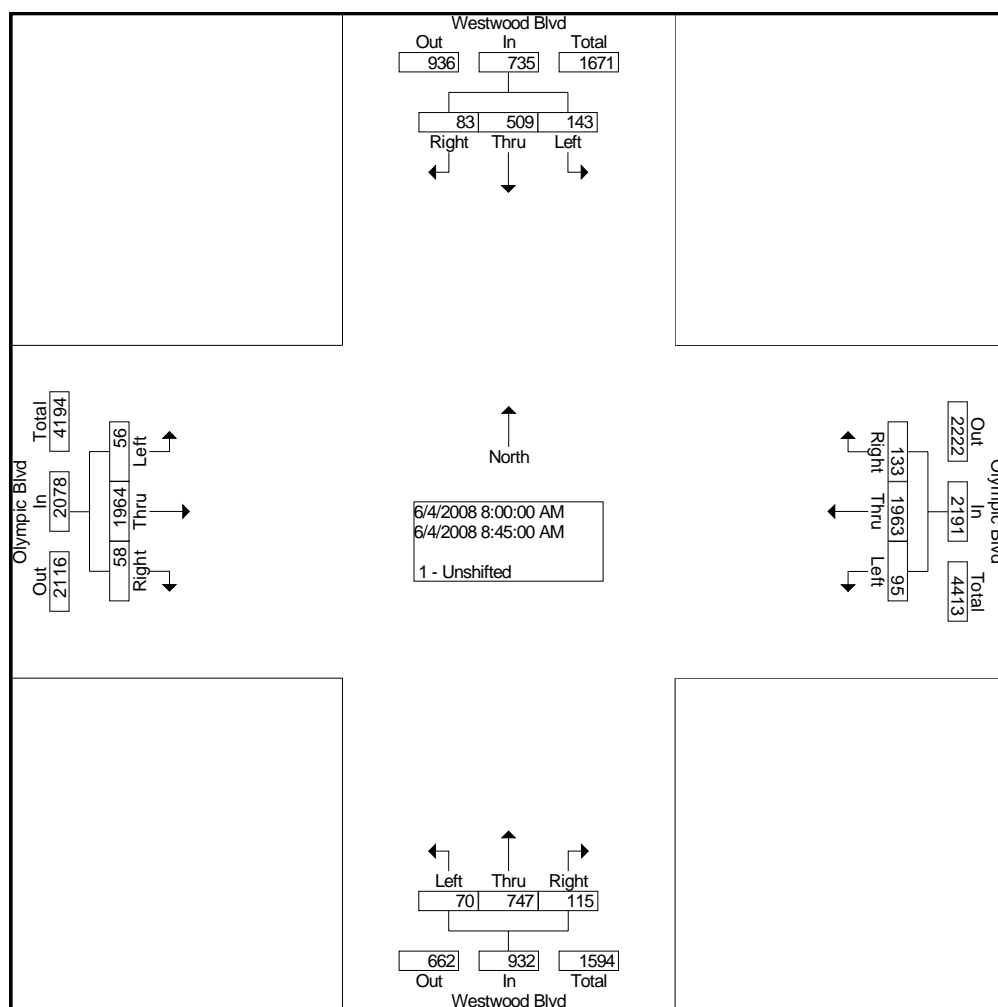 Westwood Blvd
Out In Total
936 735 1671
83 509 143
Right Thru Left
Olympic Blvd
Total In Out
4194 2078 2116
56 1964 58
Left Thru Right
North
6/4/2008 8:00:00 AM
6/4/2008 8:45:00 AM
1 - Unshifted
Right Thru Left
133 1963 95
2222 2191 4413
Out In Total
Olympic Blvd
Left Thru Right
70 747 115
662 932 1594
Out In Total
Westwood Blvd